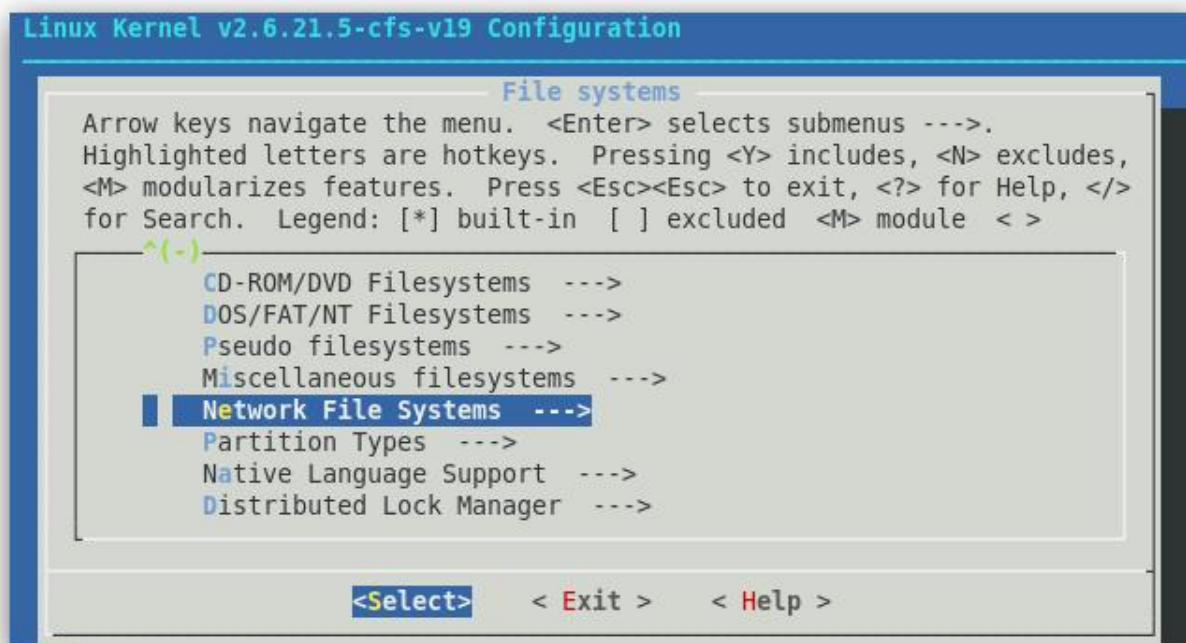 Linux Kernel v2.6.21.5-cfs-v19 Configuration
File systems
Arrow keys navigate the menu.  <Enter> selects submenus --->.
Highlighted letters are hotkeys.  Pressing <Y> includes, <N> excludes,
<M> modularizes features.  Press <Esc><Esc> to exit, <?> for Help, </>
for Search.  Legend: [*] built-in  [ ] excluded  <M> module  < >
^(-)
CD-ROM/DVD Filesystems  --->
DOS/FAT/NT Filesystems  --->
Pseudo filesystems  --->
Miscellaneous filesystems  --->
Network File Systems  --->
Partition Types  --->
Native Language Support  --->
Distributed Lock Manager  --->
<Select>    < Exit >    < Help >